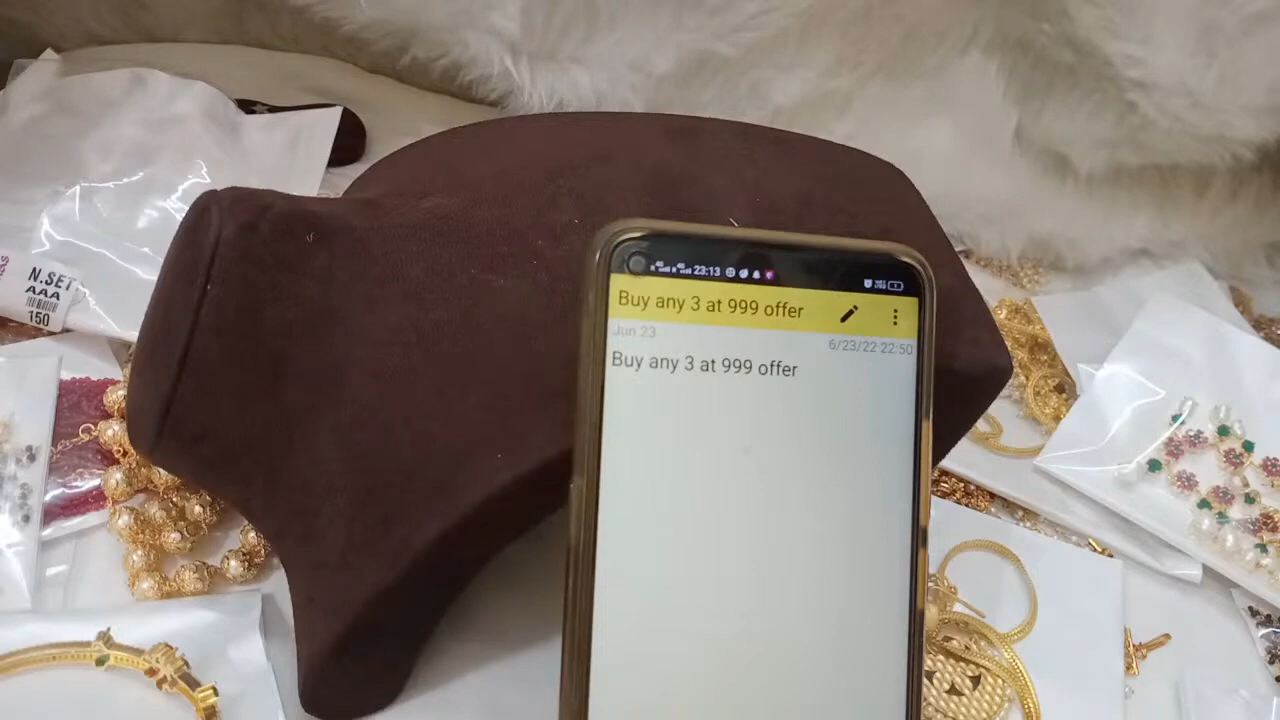 N.SET
AAA
150
23:13
Buy any 3 at 999 offer
Jun 23
6/23/22 22:50
Buy any 3 at 999 offer